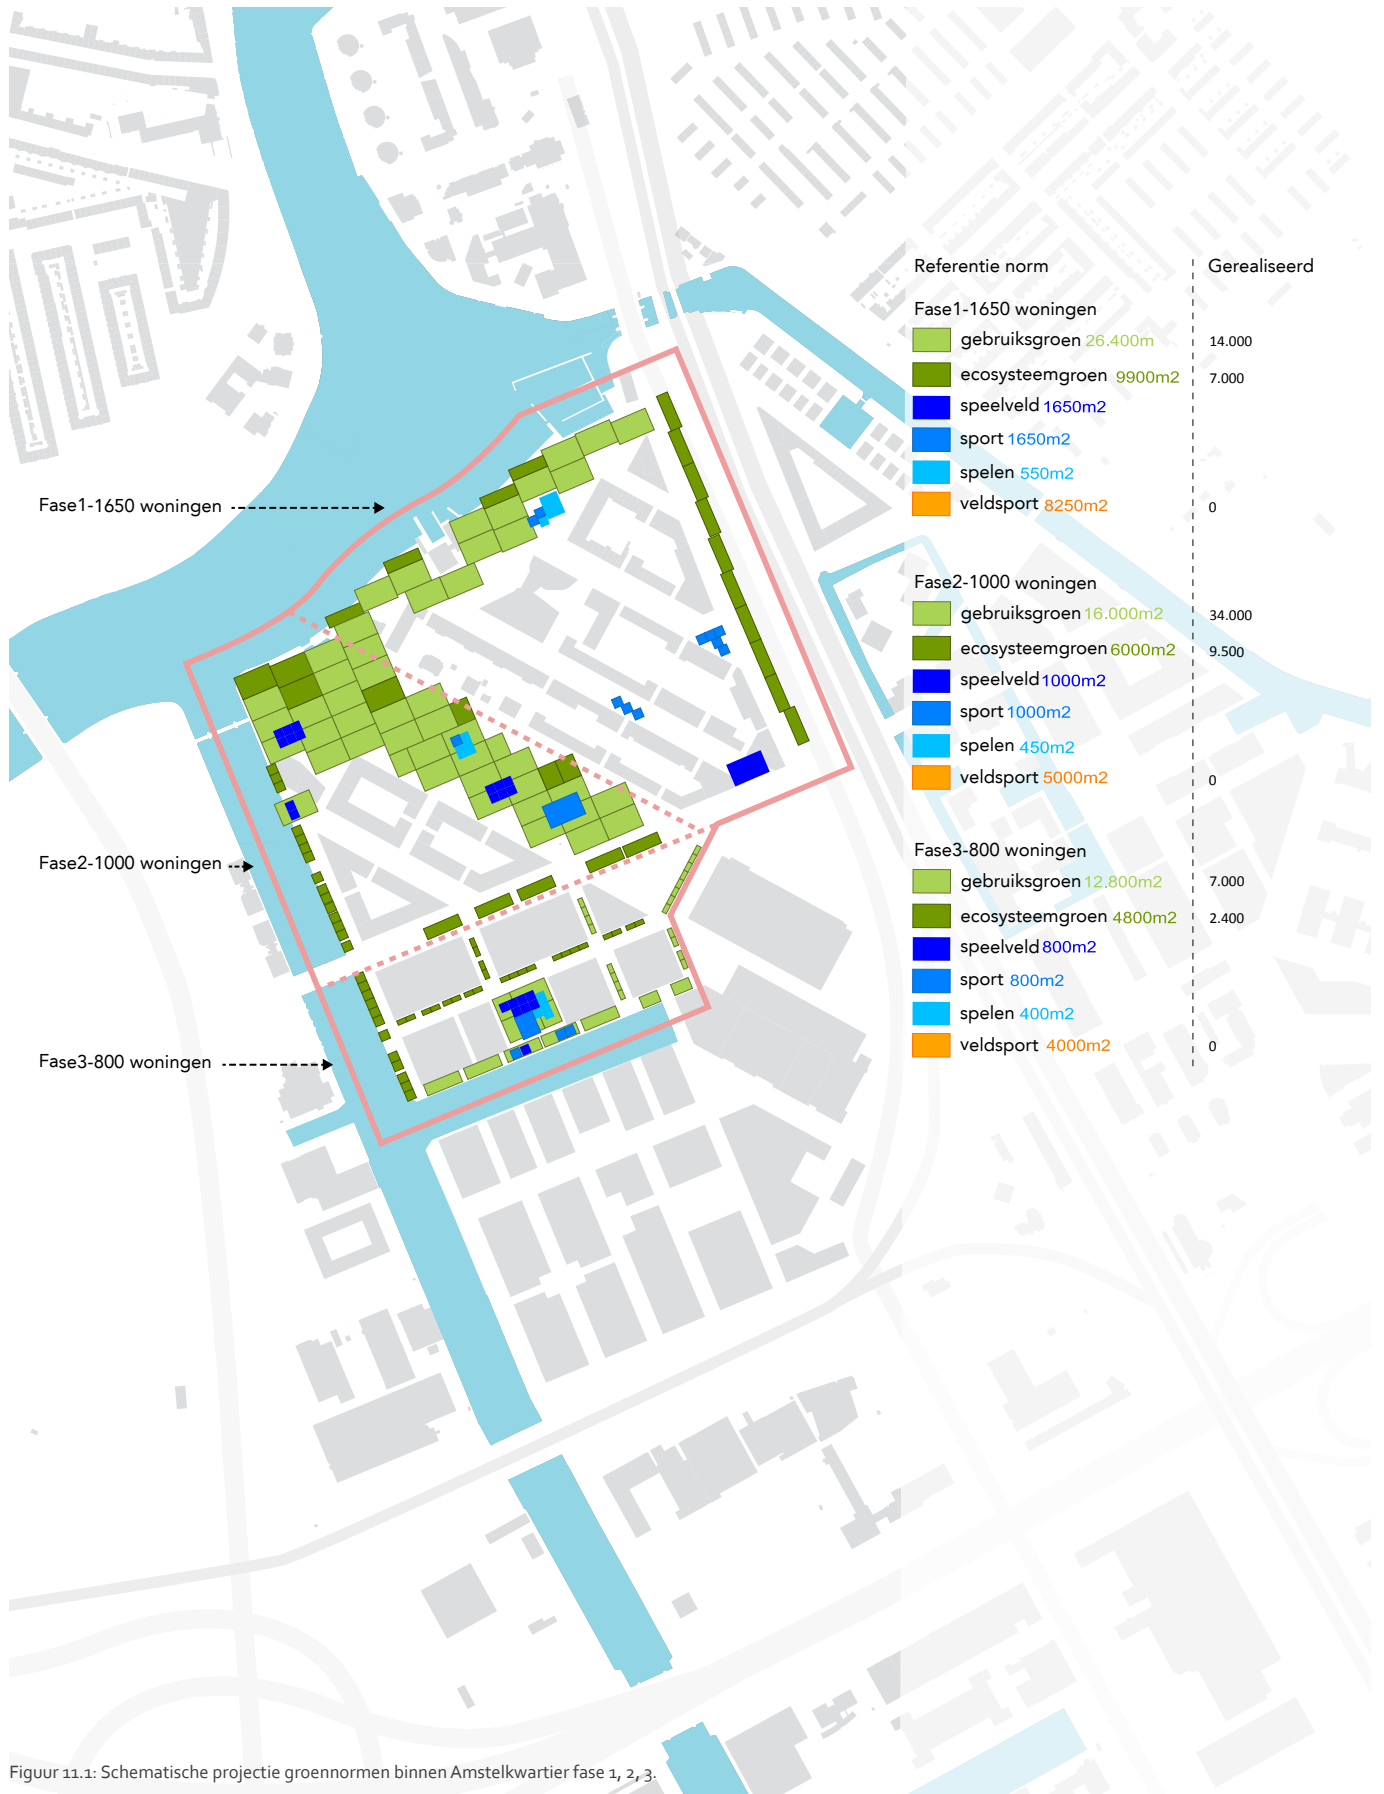 Referentie norm
Gerealiseerd
Fase1-1650 woningen
gebruiksgroen 26.400m
14.000
ecosysteemgroen 9900m2
7.000
speelveld 1650m2
sport 1650m2
spelen 550m2
veldsport 8250m2
0
Fase2-1000 woningen
gebruiksgroen 16.000m2
34.000
ecosysteemgroen 6000m2
9.500
speelveld 1000m2
sport 1000m2
spelen 450m2
veldsport 5000m2
0
Fase3-800 woningen
gebruiksgroen 12.800m2
7.000
ecosysteemgroen 4800m2
2.400
speelveld 800m2
sport 800m2
spelen 400m2
veldsport 4000m2
0
Fase1-1650 woningen
Fase2-1000 woningen
Fase3-800 woningen
Figuur 11.1: Schematische projectie groennormen binnen Amstelkwartier fase 1, 2, 3.